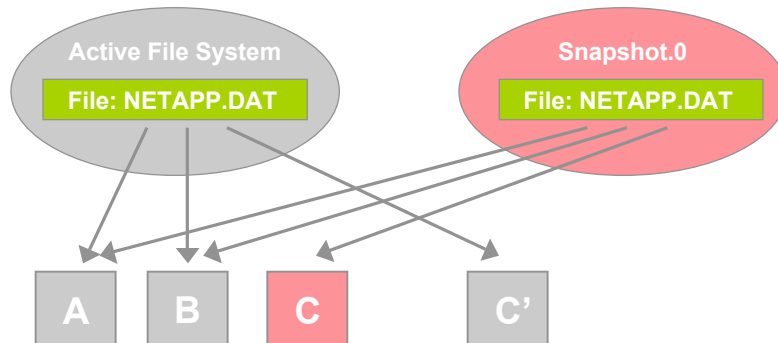 Active File System
File: NETAPP.DAT
Snapshot.0
File: NETAPP.DAT
A
B
C
C’